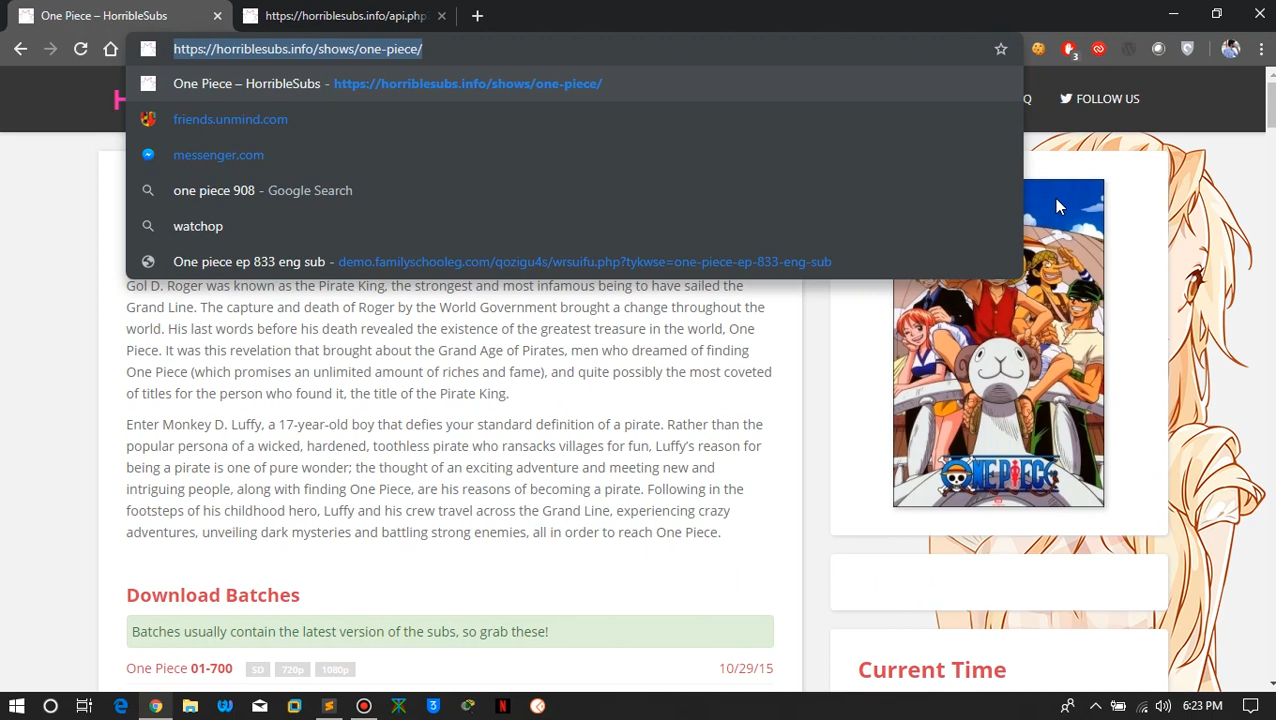 One Piece – HorribleSubs
https://horriblesubs.info/api.php?
https://horriblesubs.info/shows/one-piece/
3
One Piece – HorribleSubs - https://horriblesubs.info/shows/one-piece/
friends.unmind.com
messenger.com
one piece 908 - Google Search
watchop
One piece ep 833 eng sub - demo.familyschooleg.com/qozigu4s/wrsuifu.php?tykwse=one-piece-ep-833-eng-sub
H
Q
FOLLOW US
Gol D. Roger was known as the Pirate King, the strongest and most infamous being to have sailed the
Grand Line. The capture and death of Roger by the World Government brought a change throughout the
world. His last words before his death revealed the existence of the greatest treasure in the world, One
Piece. It was this revelation that brought about the Grand Age of Pirates, men who dreamed of finding
One Piece (which promises an unlimited amount of riches and fame), and quite possibly the most coveted
of titles for the person who found it, the title of the Pirate King.
Enter Monkey D. Luffy, a 17-year-old boy that defies your standard definition of a pirate. Rather than the
popular persona of a wicked, hardened, toothless pirate who ransacks villages for fun, Luffy's reason for
being a pirate is one of pure wonder; the thought of an exciting adventure and meeting new and
intriguing people, along with finding One Piece, are his reasons of becoming a pirate. Following in the
footsteps of his childhood hero, Luffy and his crew travel across the Grand Line, experiencing crazy
adventures, unveiling dark mysteries and battling strong enemies, all in order to reach One Piece.
ONE PIECE
Download Batches
Batches usually contain the latest version of the subs, so grab these!
One Piece 01-700 SD 720p 1080p 10/29/15
Current Time
6:23 PM